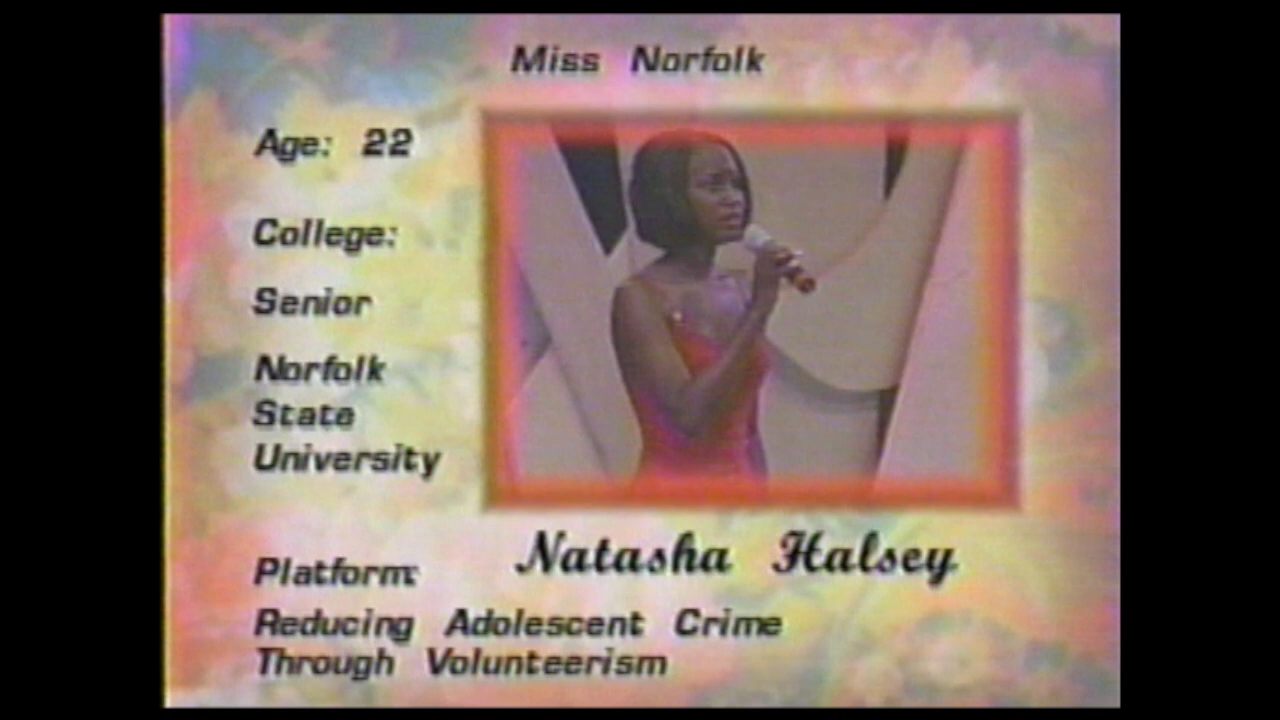 Miss Norfolk
Age: 22
College:
Senior
Norfolk
State
University
Natasha Halsey
Platform:
Reducing Adolescent Crime
Through Volunteerism